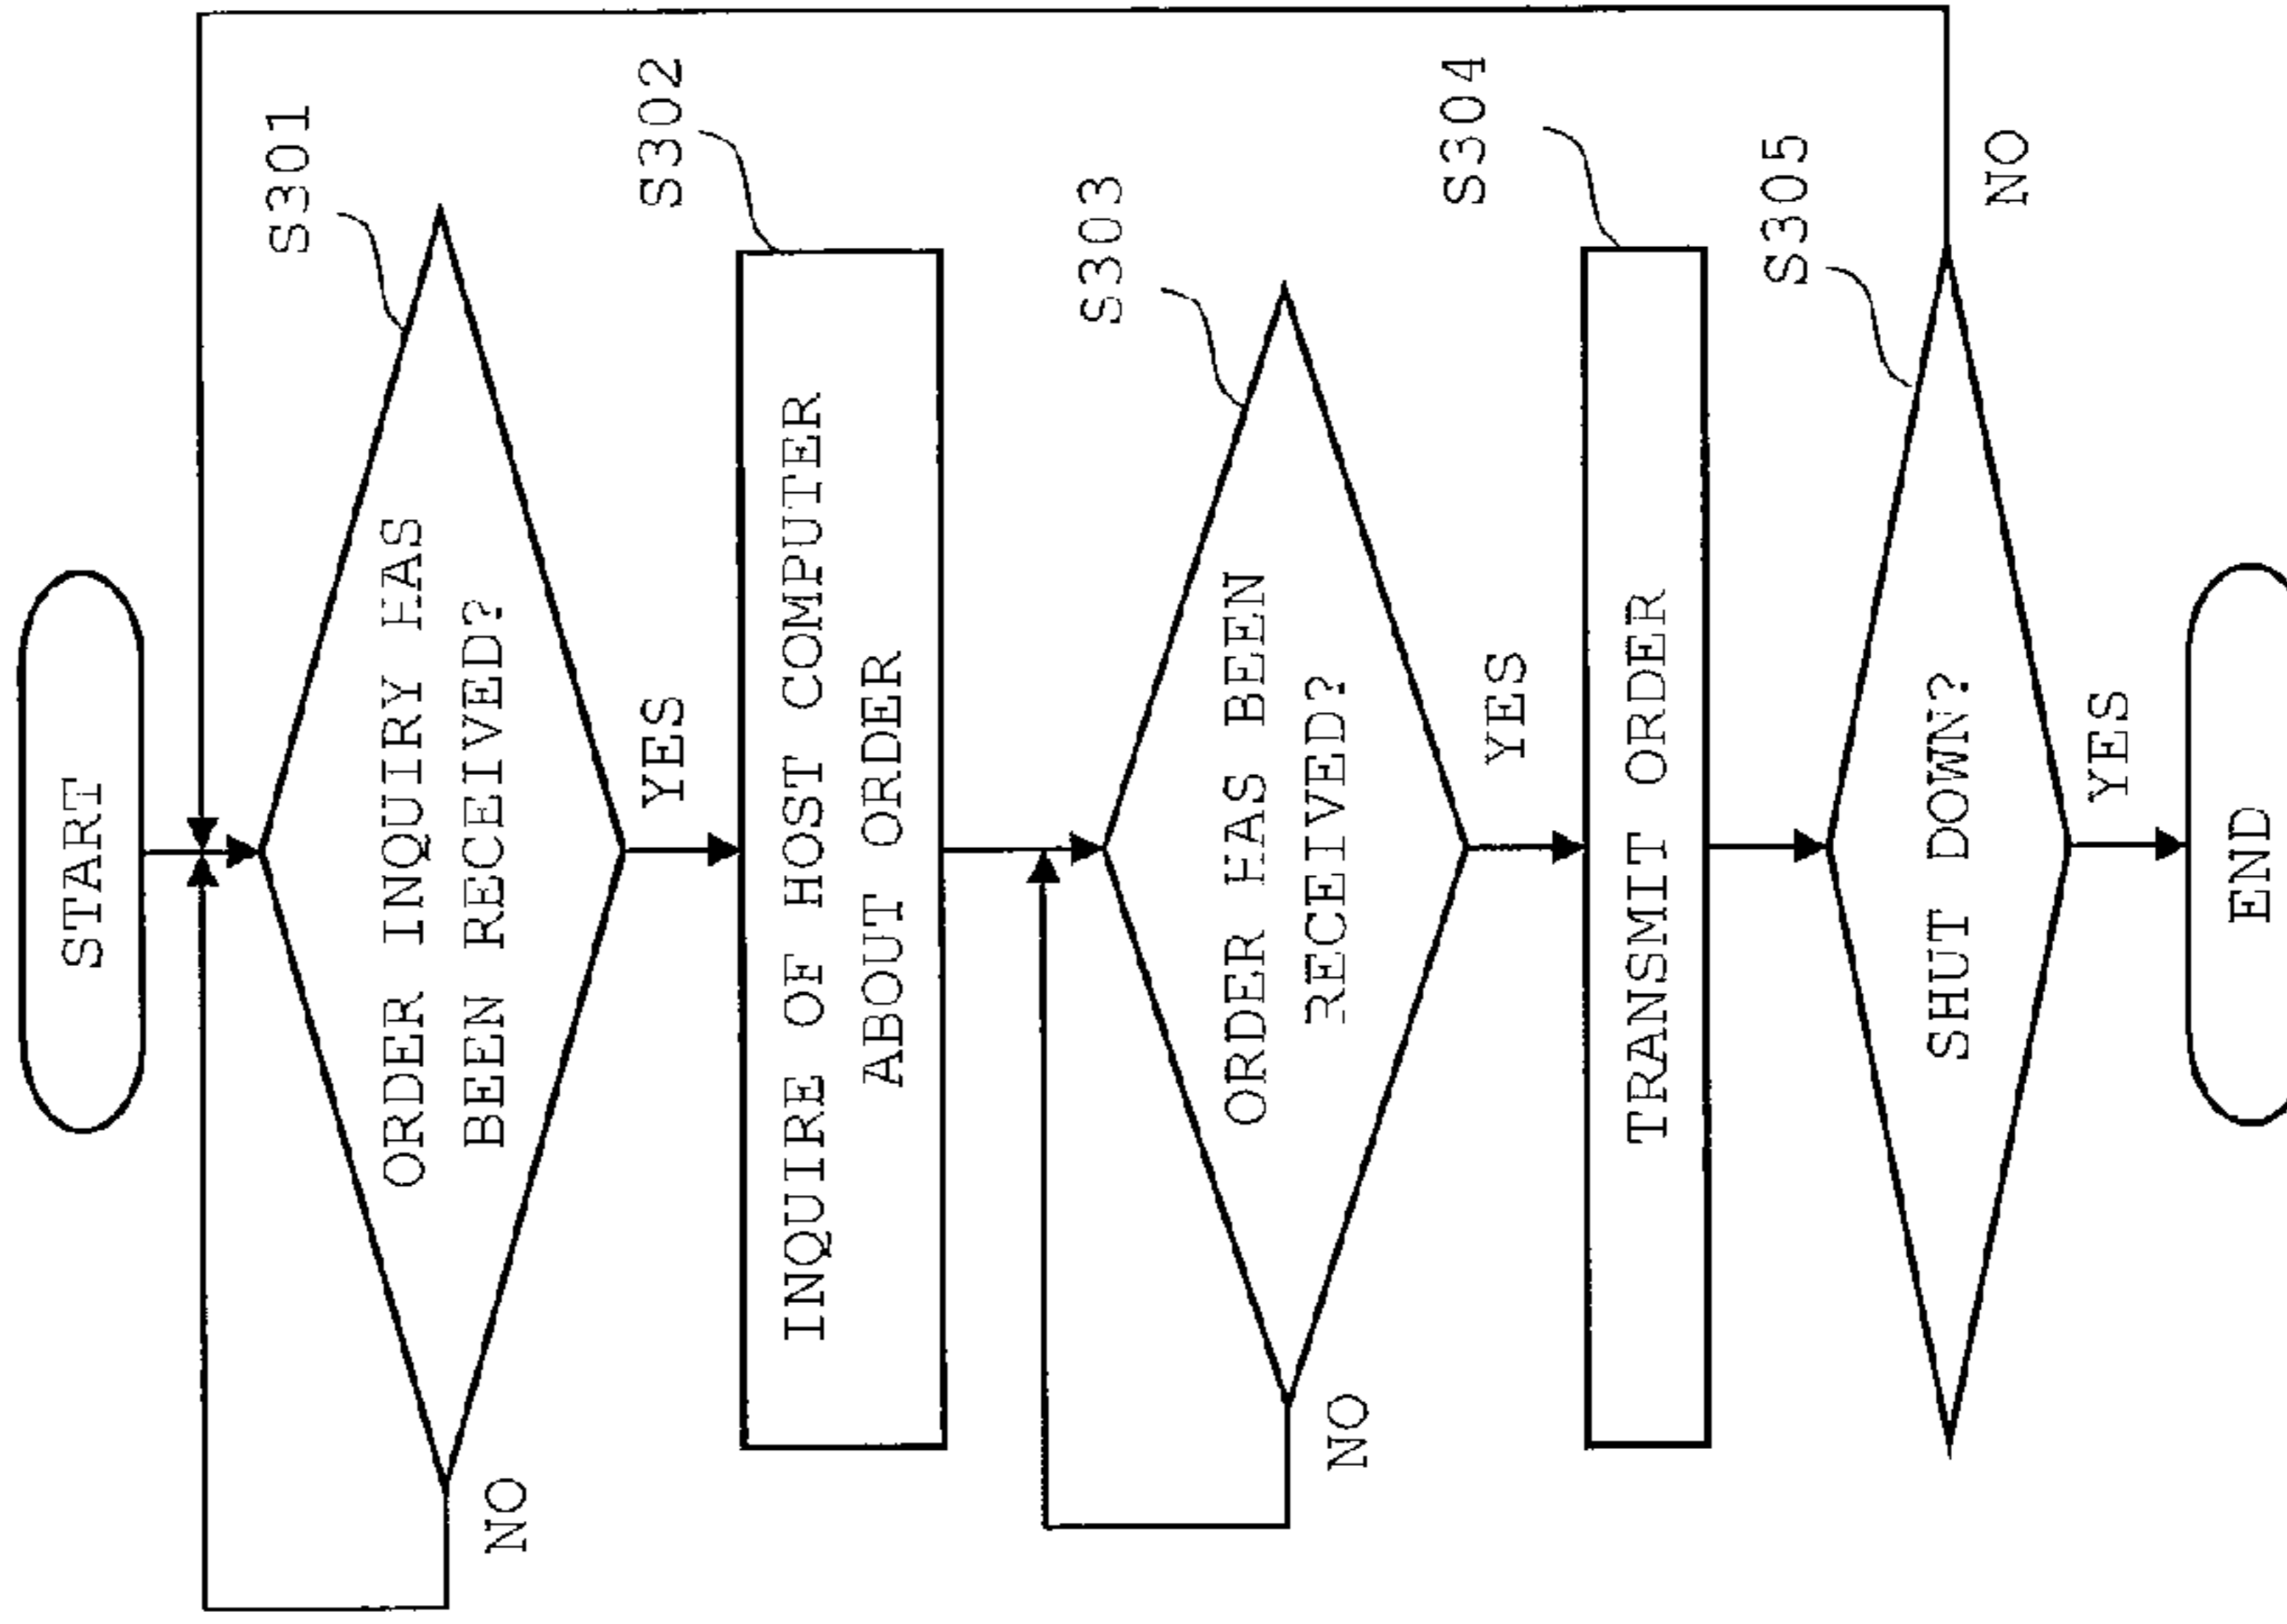 START
S301
ORDER INQUIRY HAS
BEEN RECEIVED?
NO
YES
S302
INQUIRE OF HOST COMPUTER
ABOUT ORDER
S303
ORDER HAS BEEN
RECEIVED?
NO
YES
S304
TRANSMIT ORDER
S305
SHUT DOWN?
NO
YES
END